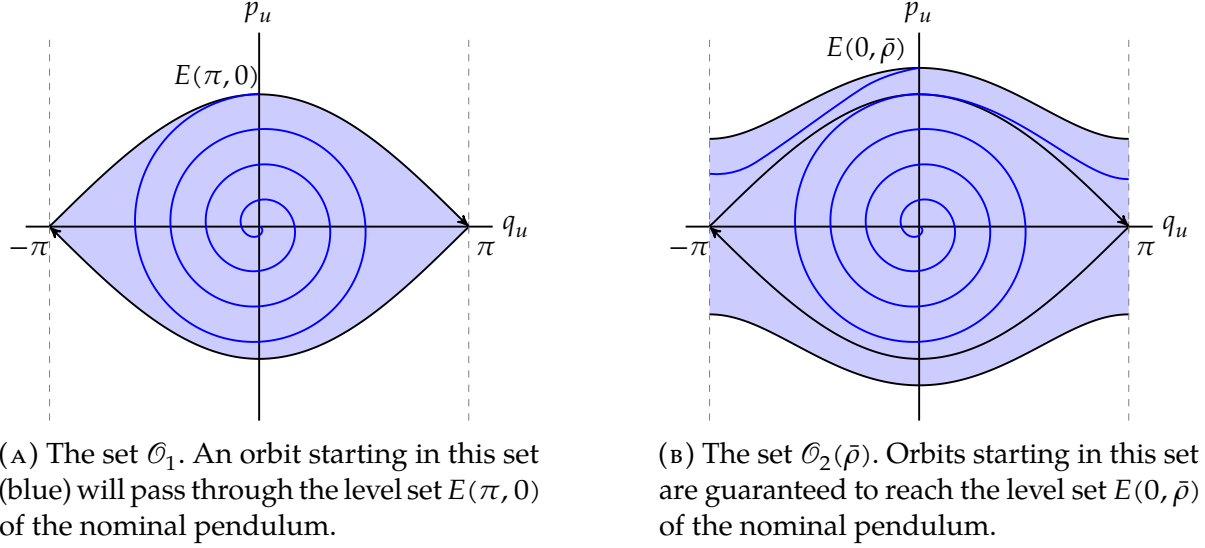 p_u
E(π, 0)
−π
π
q_u
(ᴀ) The set 𝒪₁. An orbit starting in this set
(blue) will pass through the level set E(π, 0)
of the nominal pendulum.
p_u
E(0, ρ̄)
−π
π
q_u
(ʙ) The set 𝒪₂(ρ̄). Orbits starting in this set
are guaranteed to reach the level set E(0, ρ̄)
of the nominal pendulum.